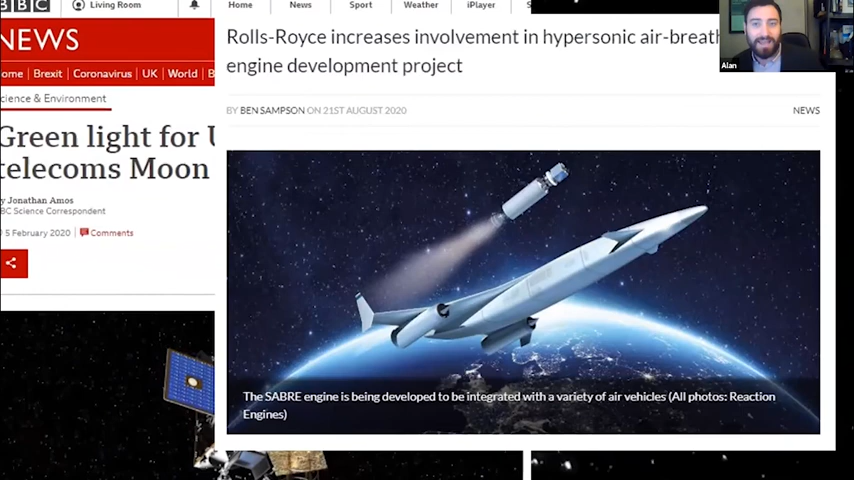 BBC
Living Room
NEWS
ome Brexit Coronavirus UK World B
cience & Environment
Green light for U
telecoms Moon
y Jonathan Amos
BC Science Correspondent
5 February 2020 Comments
Home News Sport Weather iPlayer S
Rolls-Royce increases involvement in hypersonic air-breath
engine development project
BY BEN SAMPSON ON 21ST AUGUST 2020
NEWS
The SABRE engine is being developed to be integrated with a variety of air vehicles (All photos: Reaction
Engines)
Alan